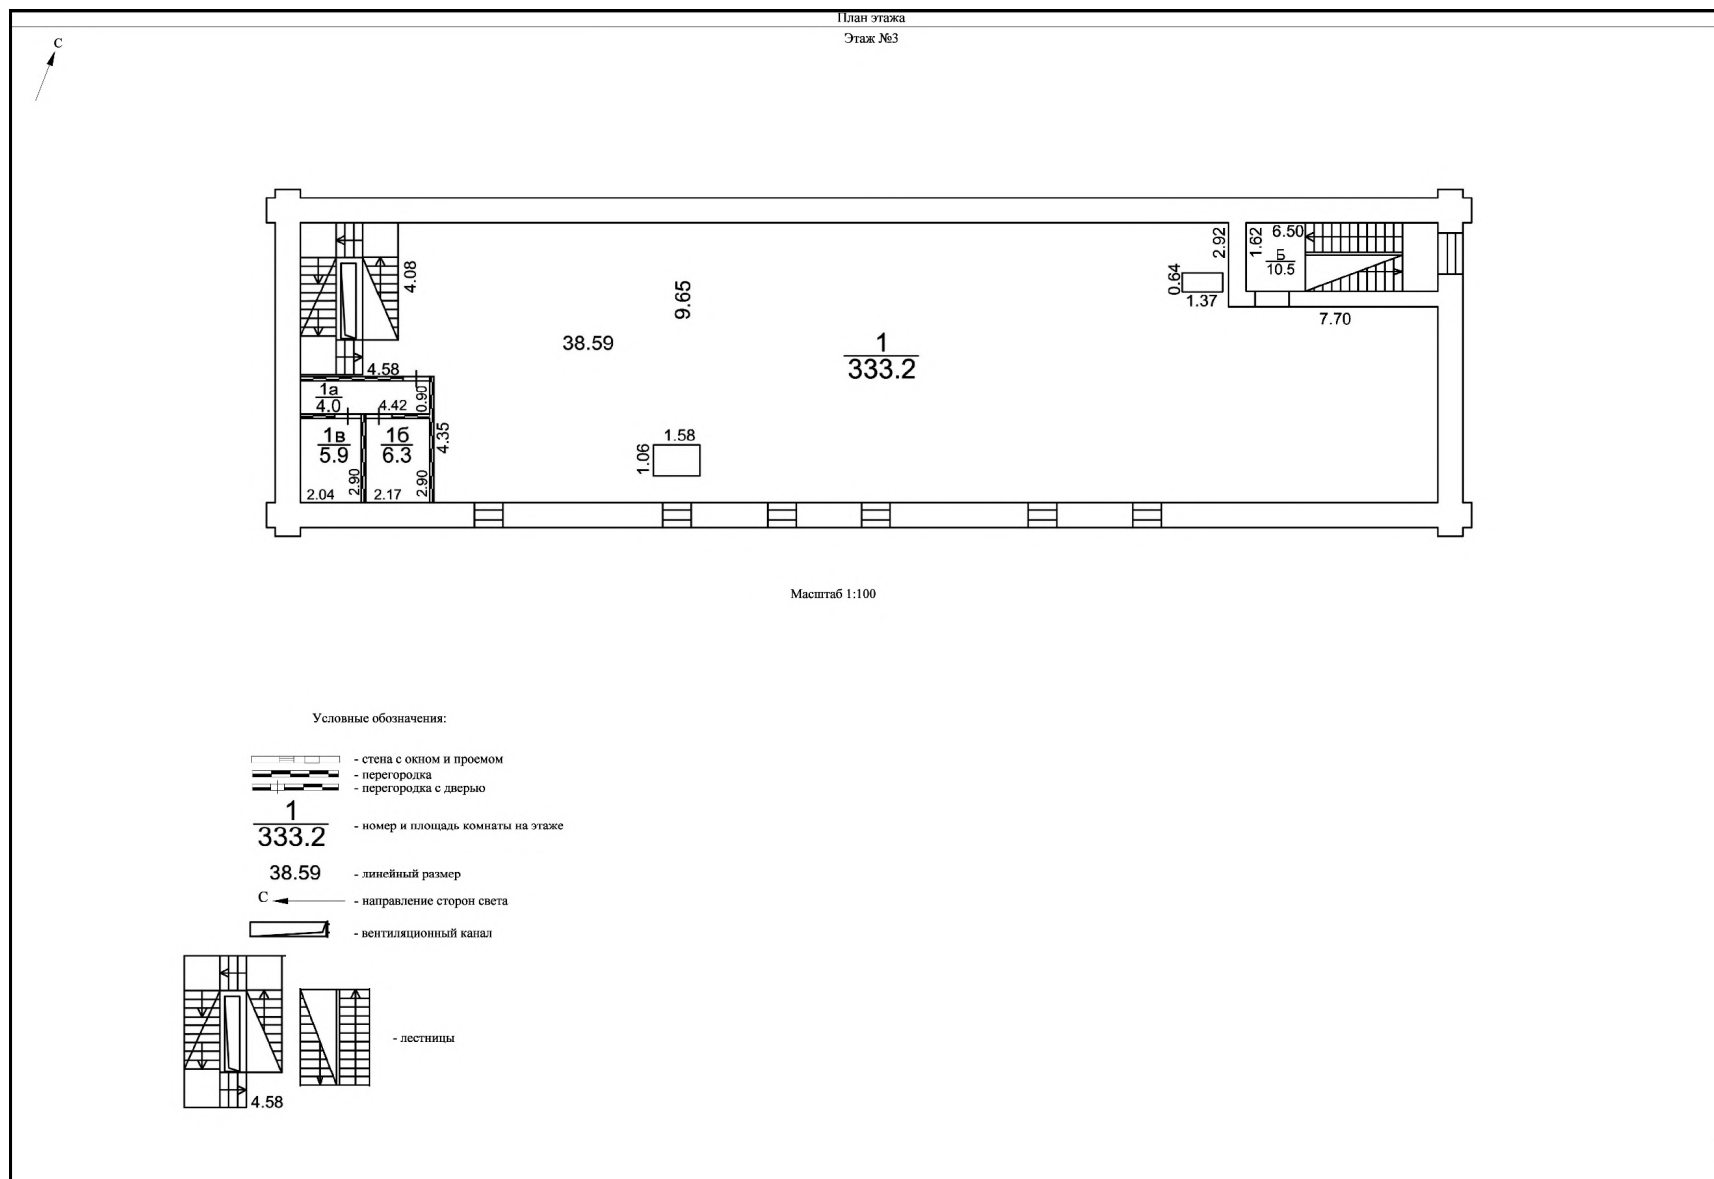 План этажа
Этаж №3
С
4.08
9.65
38.59
1
333.2
2.92
0.64
1.37
1.62
6.50
Б
10.5
7.70
4.58
1а
4.0
4.42
0.90
1в
5.9
2.90
2.04
1б
6.3
2.90
2.17
4.35
1.58
1.06
Масштаб 1:100
Условные обозначения:
- стена с окном и проемом
- перегородка
- перегородка с дверью
1
333.2
- номер и площадь комнаты на этаже
38.59
- линейный размер
С
- направление сторон света
- вентиляционный канал
4.58
- лестницы